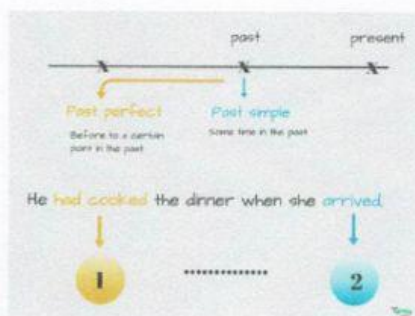 past present
Past perfect Past simple
Before to a certain Some time in the past
point in the past
He had cooked the dinner when she arrived.
1 2